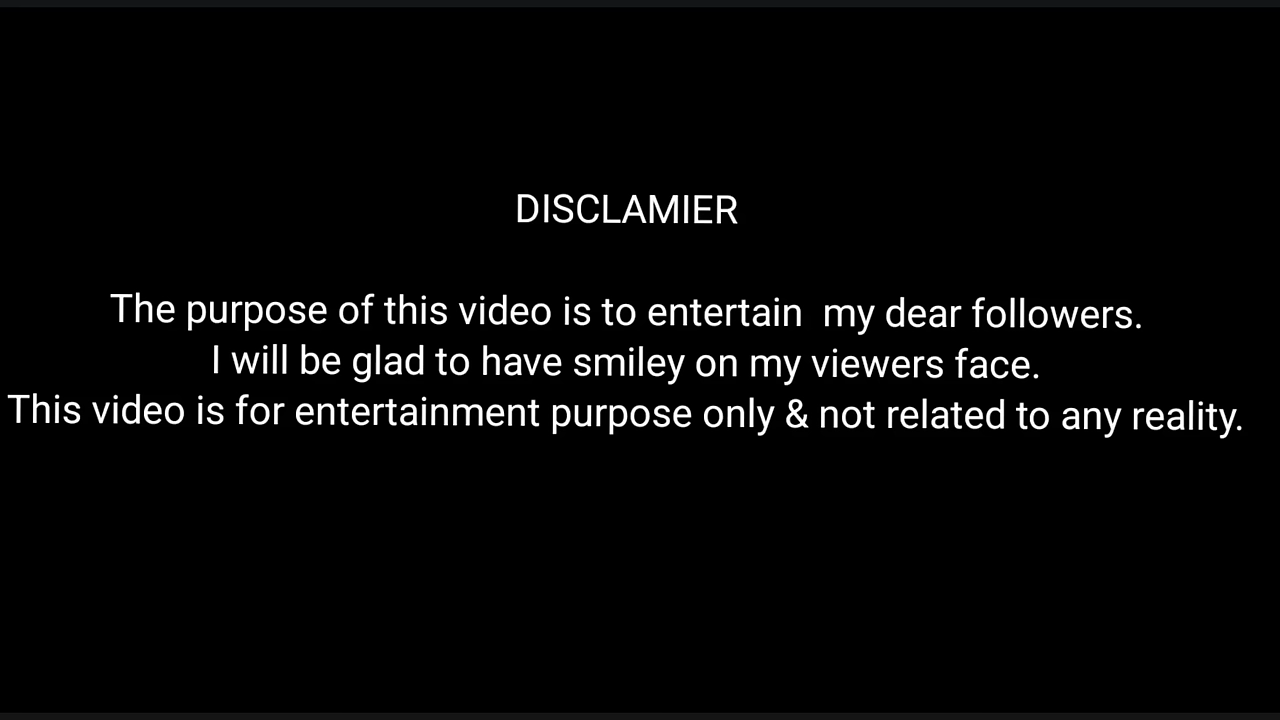 DISCLAMIER
The purpose of this video is to entertain  my dear followers.
I will be glad to have smiley on my viewers face.
This video is for entertainment purpose only & not related to any reality.